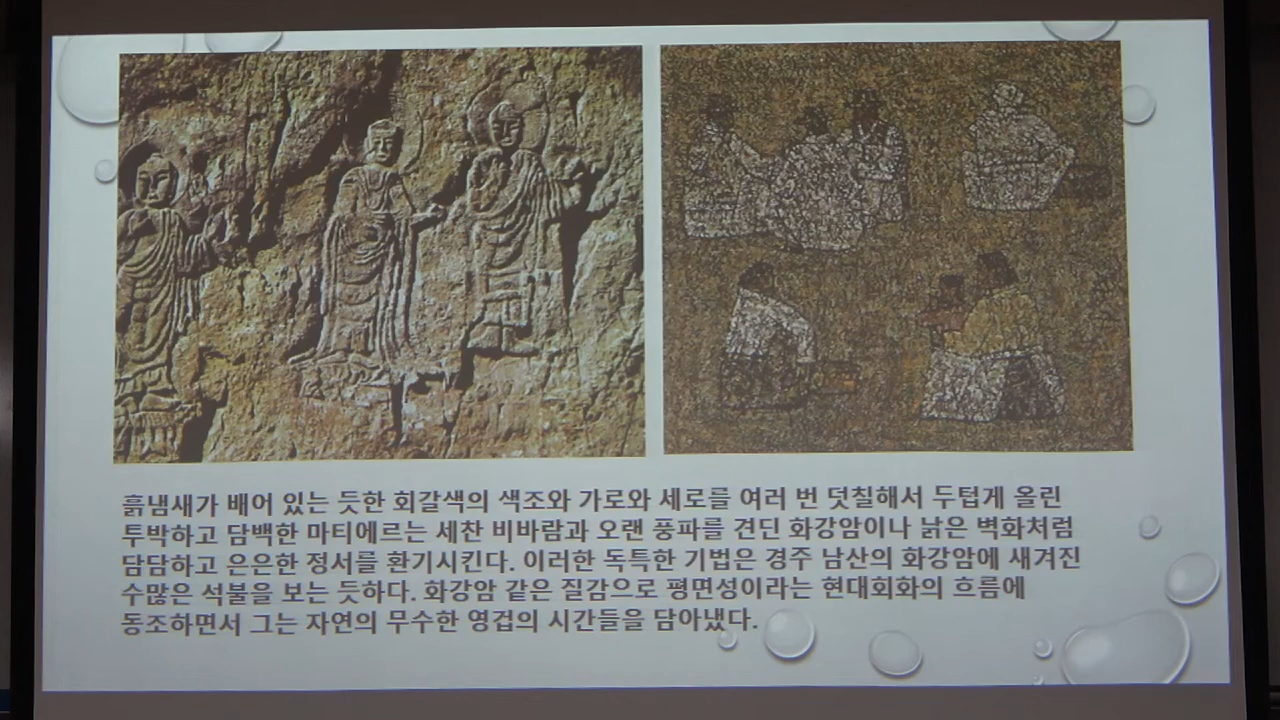 흙냄새가 배어 있는 듯한 회갈색의 색조와 가로와 세로를 여러 번 덧칠해서 두텁게 올린
투박하고 담백한 마티에르는 세찬 비바람과 오랜 풍파를 견딘 화강암이나 낡은 벽화처럼
담담하고 은은한 정서를 환기시킨다. 이러한 독특한 기법은 경주 남산의 화강암에 새겨진
수많은 석불을 보는 듯하다. 화강암 같은 질감으로 평면성이라는 현대회화의 흐름에
동조하면서 그는 자연의 무수한 영겁의 시간들을 담아냈다.